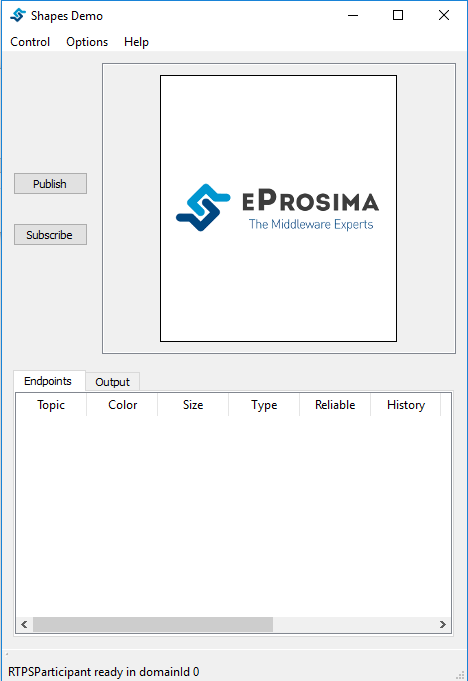 Shapes Demo
Control Options Help
Publish
Subscribe
EPROSIMA
The Middleware Experts
Endpoints Output
Topic Color Size Type Reliable History
RTPSParticipant ready in domainId 0